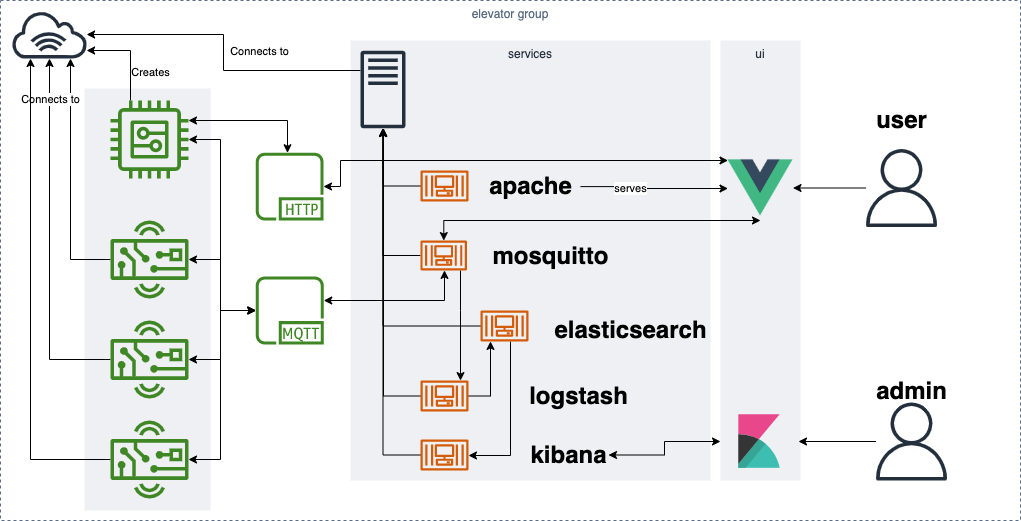 elevator group
services
ui
Connects to
Creates
Connects to
user
HTTP
apache
serves
mosquitto
MQTT
elasticsearch
logstash
admin
kibana